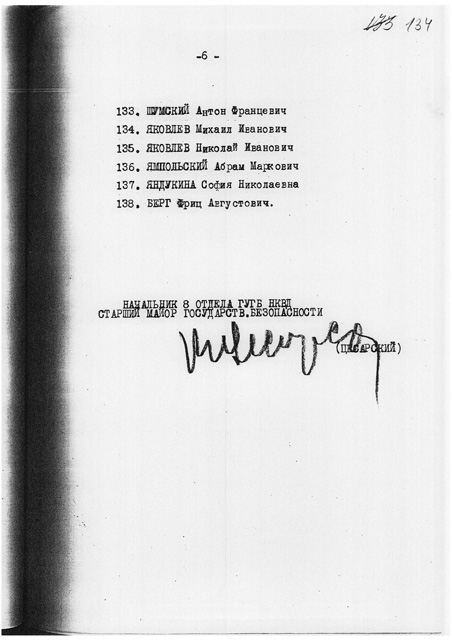 133 134
-6 -
133. ШУМСКИЙ Антон Францевич
134. ЯКОВЛЕВ Михаил Иванович
135. ЯКОВЛЕВ Николай Иванович
136. ЯМПОЛЬСКИЙ Абрам Маркович
137. ЯНДУКИНА София Николаевна
138. БЕРГ Фриц Августович.
НАЧАЛЬНИК 8 ОТДЕЛА ГУГБ НКВД
СТАРШИЙ МАЙОР ГОСУДАРСТВ.БЕЗОПАСНОСТИ
(ЦЕСАРСКИЙ)